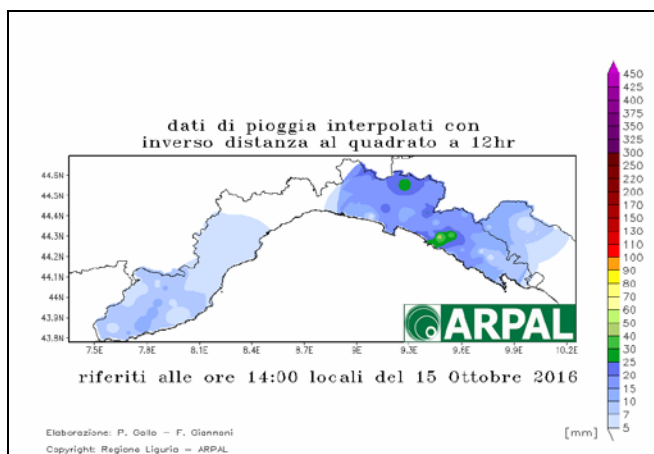 dati di pioggia interpolati con
inverso distanza al quadrato a 12hr
44.6N
44.5N
44.4N
44.3N
44.2N
44.1N
44N
43.9N
43.8N
7.5E 7.8E 8.1E 8.4E 8.7E 9E 9.3E 9.6E 9.9E 10.2E
ARPAL
riferiti alle ore 14:00 locali del 15 Ottobre 2016
450
425
400
375
350
325
300
250
200
170
150
130
110
100
90
80
70
60
50
40
30
25
20
15
10
7
5
[mm]
Elaborazione: P. Gollo – F. Giannoni
Copyright: Regione Liguria – ARPAL